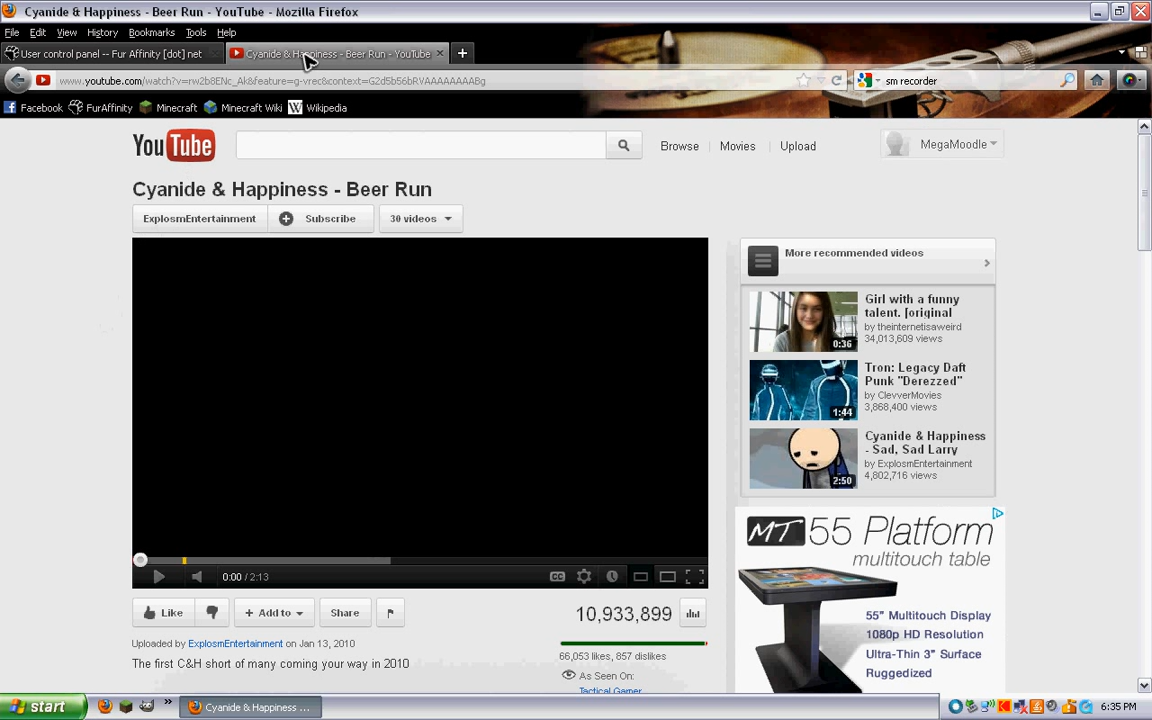 Cyanide & Happiness - Beer Run - YouTube - Mozilla Firefox
File Edit View History Bookmarks Tools Help
User control panel -- Fur Affinity [dot] net
Cyanide & Happiness - Beer Run - YouTube
www.youtube.com/watch?v=rw2b8ENc_Ak&feature=g-vrec&context=G2d5b56bRVAAAAAAAABg
sm recorder
Facebook FurAffinity Minecraft Minecraft Wiki Wikipedia
YouTube
Browse Movies Upload MegaMoodle
Cyanide & Happiness - Beer Run
ExplosmEntertainment Subscribe 30 videos
More recommended videos
Girl with a funny
talent. [original
by theinternetisaweird
34,013,609 views
0:36
Tron: Legacy Daft
Punk "Derezzed"
by ClevverMovies
3,868,400 views
1:44
Cyanide & Happiness
- Sad, Sad Larry
by ExplosmEntertainment
4,802,716 views
2:50
MT 55 Platform
multitouch table
55" Multitouch Display
1080p HD Resolution
Ultra-Thin 3" Surface
Ruggedized
0:00 / 2:13
CC
Like + Add to Share 10,933,899
Uploaded by ExplosmEntertainment on Jan 13, 2010
66,053 likes, 857 dislikes
The first C&H short of many coming your way in 2010
As Seen On:
Tactical Gamer
start
Cyanide & Happiness ...
6:35 PM